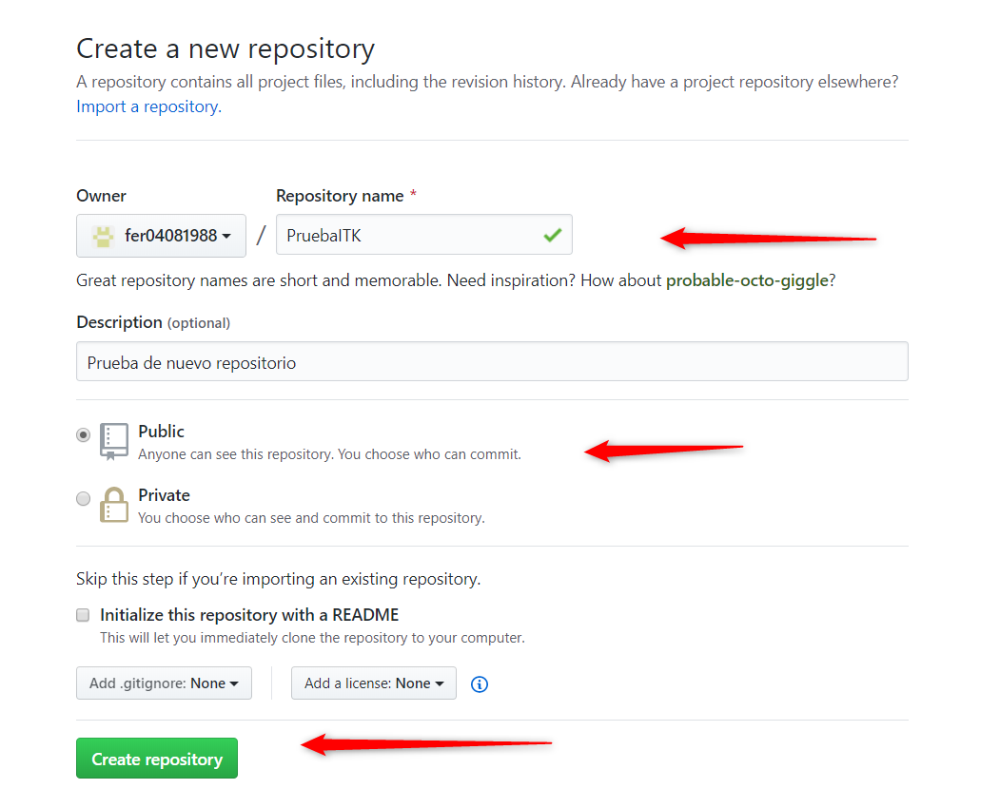 Create a new repository
A repository contains all project files, including the revision history. Already have a project repository elsewhere?
Import a repository.
Owner
Repository name *
fer04081988
/
PruebaITK
Great repository names are short and memorable. Need inspiration? How about probable-octo-giggle?
Description (optional)
Prueba de nuevo repositorio
Public
Anyone can see this repository. You choose who can commit.
Private
You choose who can see and commit to this repository.
Skip this step if you’re importing an existing repository.
Initialize this repository with a README
This will let you immediately clone the repository to your computer.
Add .gitignore: None
Add a license: None
Create repository